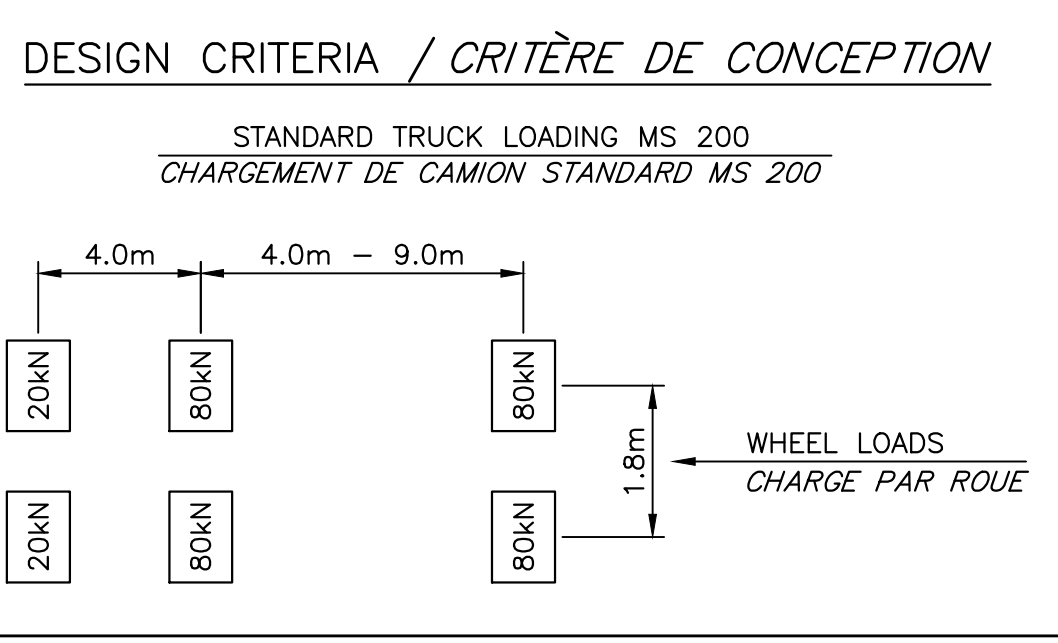 DESIGN CRITERIA / CRITÈRE DE CONCEPTION
STANDARD TRUCK LOADING MS 200
CHARGEMENT DE CAMION STANDARD MS 200
4.0m
4.0m – 9.0m
20kN
80kN
80kN
1.8m
WHEEL LOADS
CHARGE PAR ROUE
20kN
80kN
80kN